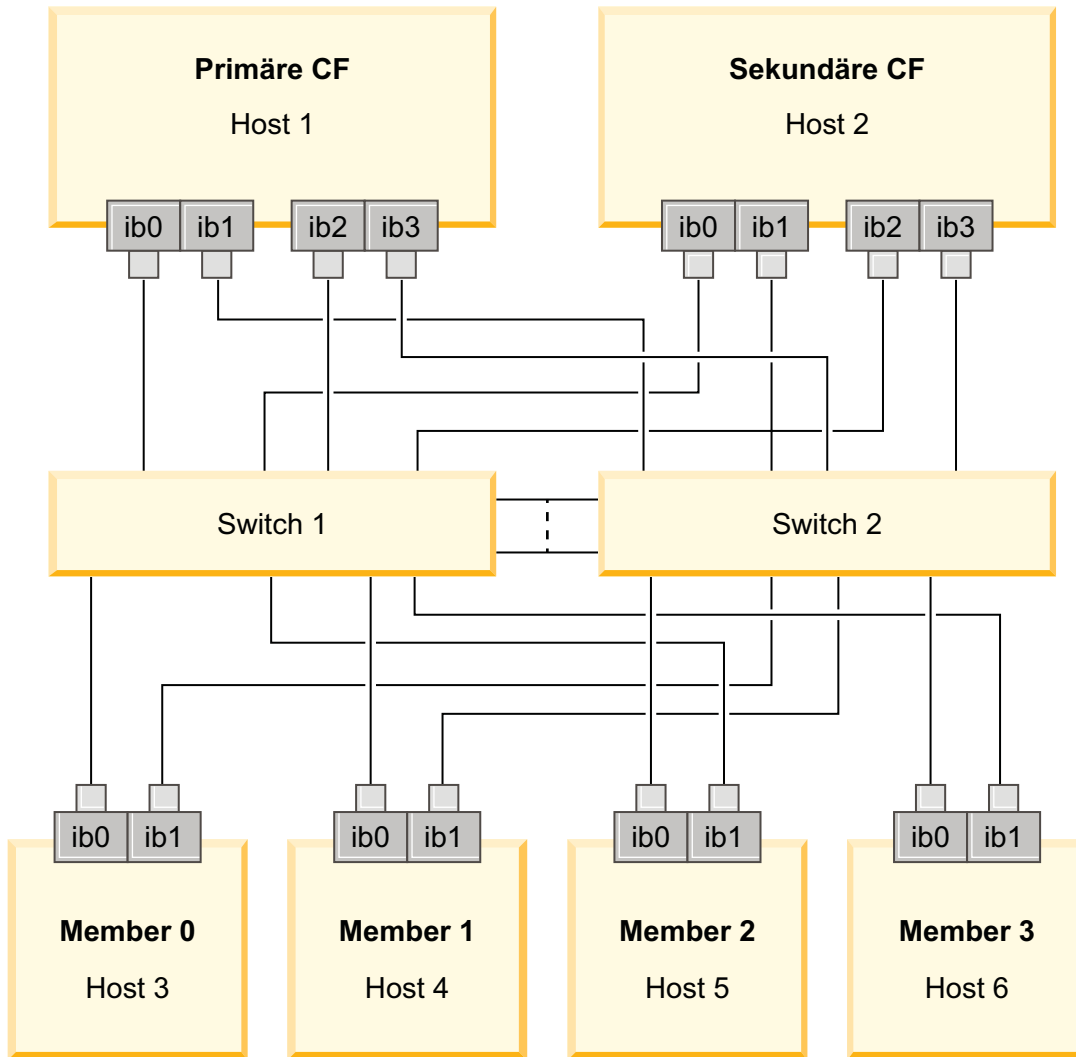 Primäre CF
Host 1
ib0 ib1 ib2 ib3
Sekundäre CF
Host 2
ib0 ib1 ib2 ib3
Switch 1
Switch 2
ib0 ib1
Member 0
Host 3
ib0 ib1
Member 1
Host 4
ib0 ib1
Member 2
Host 5
ib0 ib1
Member 3
Host 6